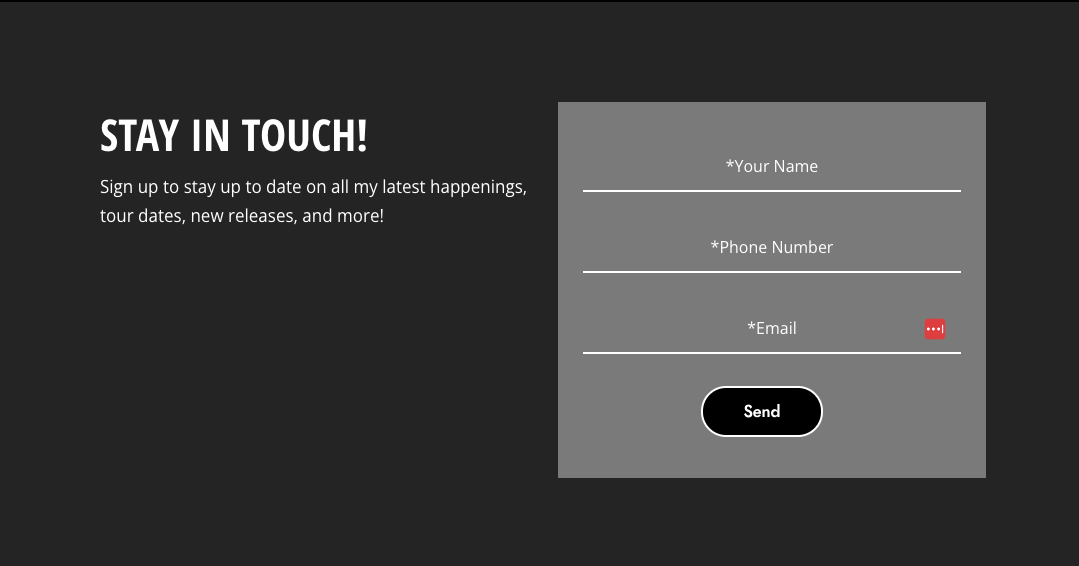 STAY IN TOUCH!
Sign up to stay up to date on all my latest happenings,
tour dates, new releases, and more!
*Your Name
*Phone Number
*Email
Send